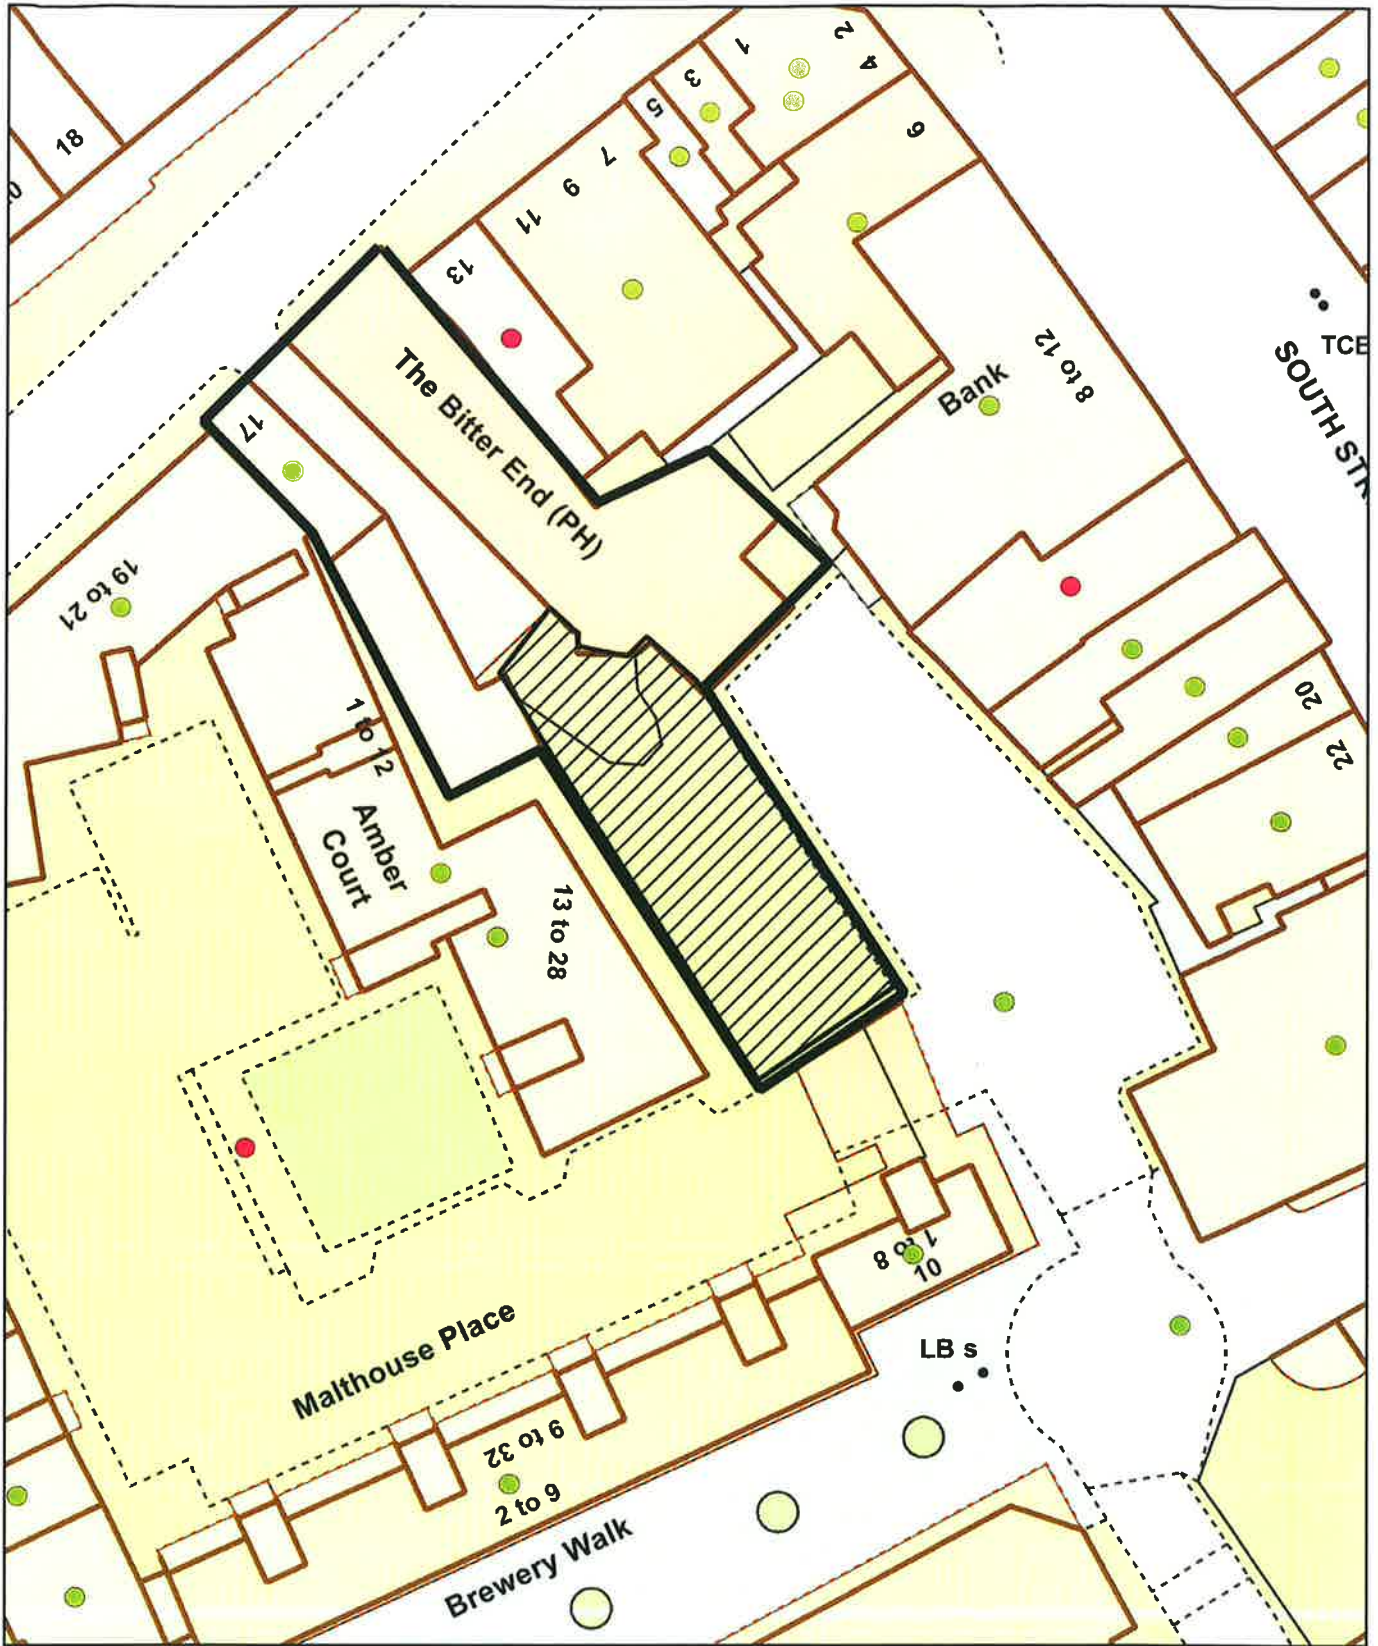 18
1
2
4
3
5
6
7
9
11
13
The Bitter End (PH)
17
8 to 12
Bank
TCE
SOUTH STR
19 to 21
1 to 12
Amber
Court
13 to 28
20
22
1 to 8
10
Malthouse Place
LB s
9 to 32
2 to 9
Brewery Walk